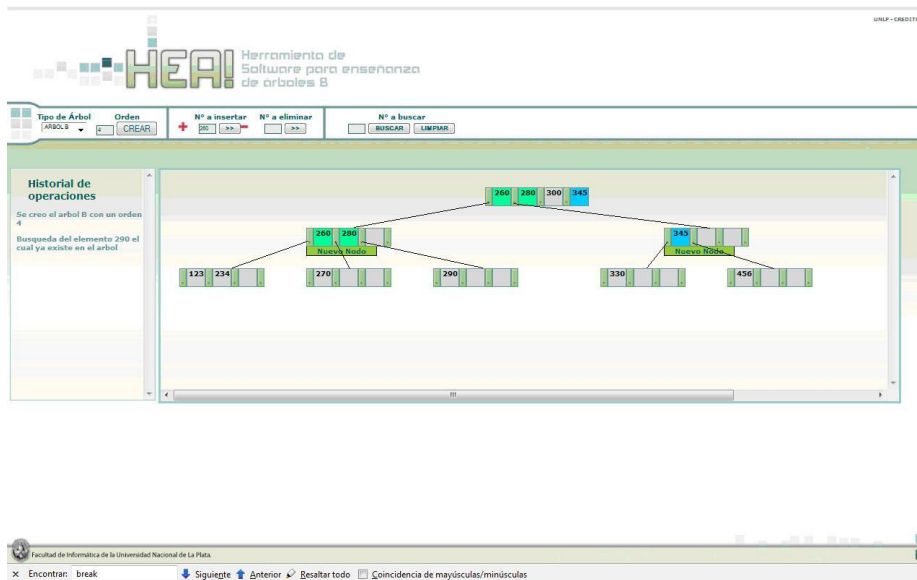 UNLP - CREDIT
HEA!
Herramienta de
Software para enseñanza
de árboles B
Tipo de Árbol
Orden
Nº a insertar
Nº a eliminar
Nº a buscar
ARBOL B
4
CREAR
260
>>
>>
BUSCAR
LIMPIAR
Historial de
operaciones
Se creo el arbol B con un orden
4
Busqueda del elemento 290 el
cual ya existe en el arbol
260 280 300 345
260 280
345
Nuevo Nodo
Nuevo Nodo
123 234
270
290
330
456
Facultad de Informática de la Universidad Nacional de La Plata.
Encontrar: break
Siguiente
Anterior
Resaltar todo
Coincidencia de mayúsculas/minúsculas